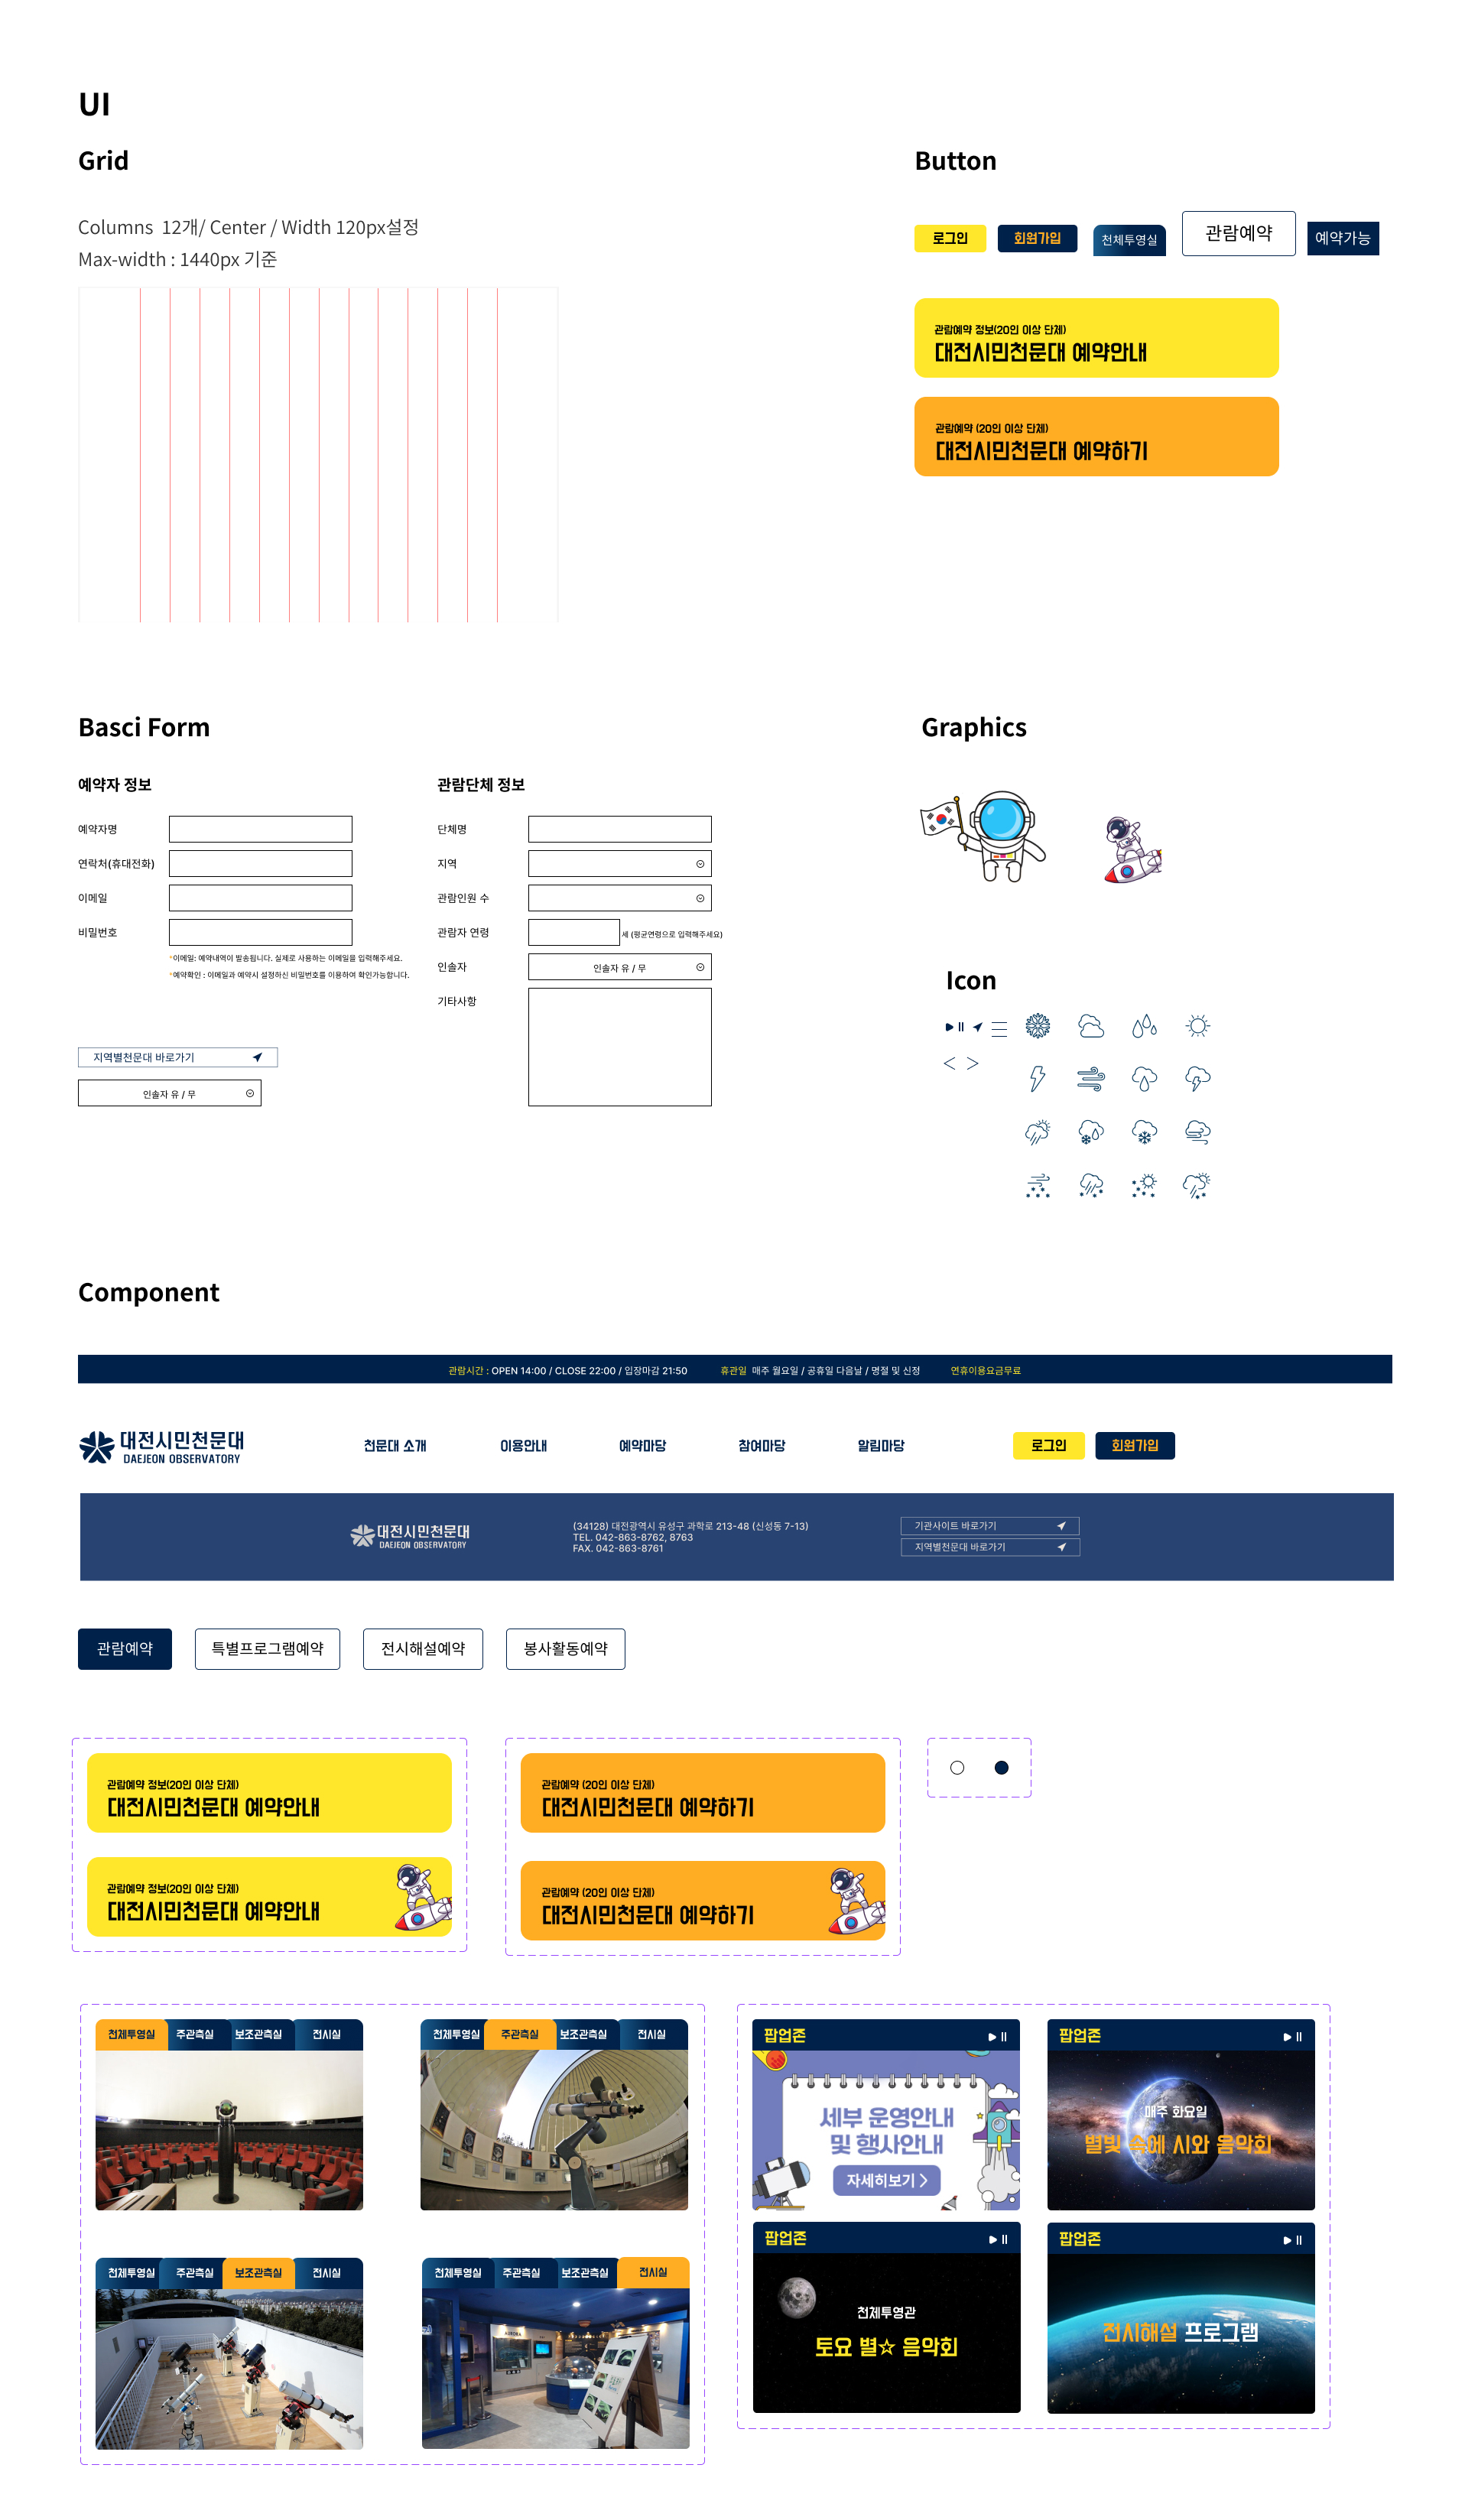 UI
Grid
Columns 12개/ Center / Width 120px설정
Max-width : 1440px 기준
Button
로그인
회원가입
천체투영실
관람예약
예약가능
관람예약 정보(20인 이상 단체)
대전시민천문대 예약안내
관람예약 (20인 이상 단체)
대전시민천문대 예약하기
Basci Form
예약자 정보
예약자명
연락처(휴대전화)
이메일
비밀번호
*이메일: 예약내역이 발송됩니다. 실제로 사용하는 이메일을 입력해주세요.
*예약확인 : 이메일과 예약시 설정하신 비밀번호를 이용하여 확인가능합니다.
지역별천문대 바로가기
인솔자 유 / 무
관람단체 정보
단체명
지역
관람인원 수
관람자 연령
세 (평균연령으로 입력해주세요)
인솔자
인솔자 유 / 무
기타사항
Graphics
Icon
Component
관람시간 : OPEN 14:00 / CLOSE 22:00 / 입장마감 21:50
휴관일 매주 월요일 / 공휴일 다음날 / 명절 및 신정
연휴이용요금무료
대전시민천문대
DAEJEON OBSERVATORY
천문대 소개
이용안내
예약마당
참여마당
알림마당
로그인
회원가입
대전시민천문대
DAEJEON OBSERVATORY
(34128) 대전광역시 유성구 과학로 213-48 (신성동 7-13)
TEL. 042-863-8762, 8763
FAX. 042-863-8761
기관사이트 바로가기
지역별천문대 바로가기
관람예약
특별프로그램예약
전시해설예약
봉사활동예약
관람예약 정보(20인 이상 단체)
대전시민천문대 예약안내
관람예약 정보(20인 이상 단체)
대전시민천문대 예약안내
관람예약 (20인 이상 단체)
대전시민천문대 예약하기
관람예약 (20인 이상 단체)
대전시민천문대 예약하기
천체투영실 주관측실 보조관측실 전시실
천체투영실 주관측실 보조관측실 전시실
천체투영실 주관측실 보조관측실 전시실
천체투영실 주관측실 보조관측실 전시실
AURORA
팝업존
세부 운영안내
및 행사안내
자세히보기 >
팝업존
매주 화요일
별빛 속에 시와 음악회
팝업존
천체투영관
토요 별☆ 음악회
팝업존
전시해설 프로그램